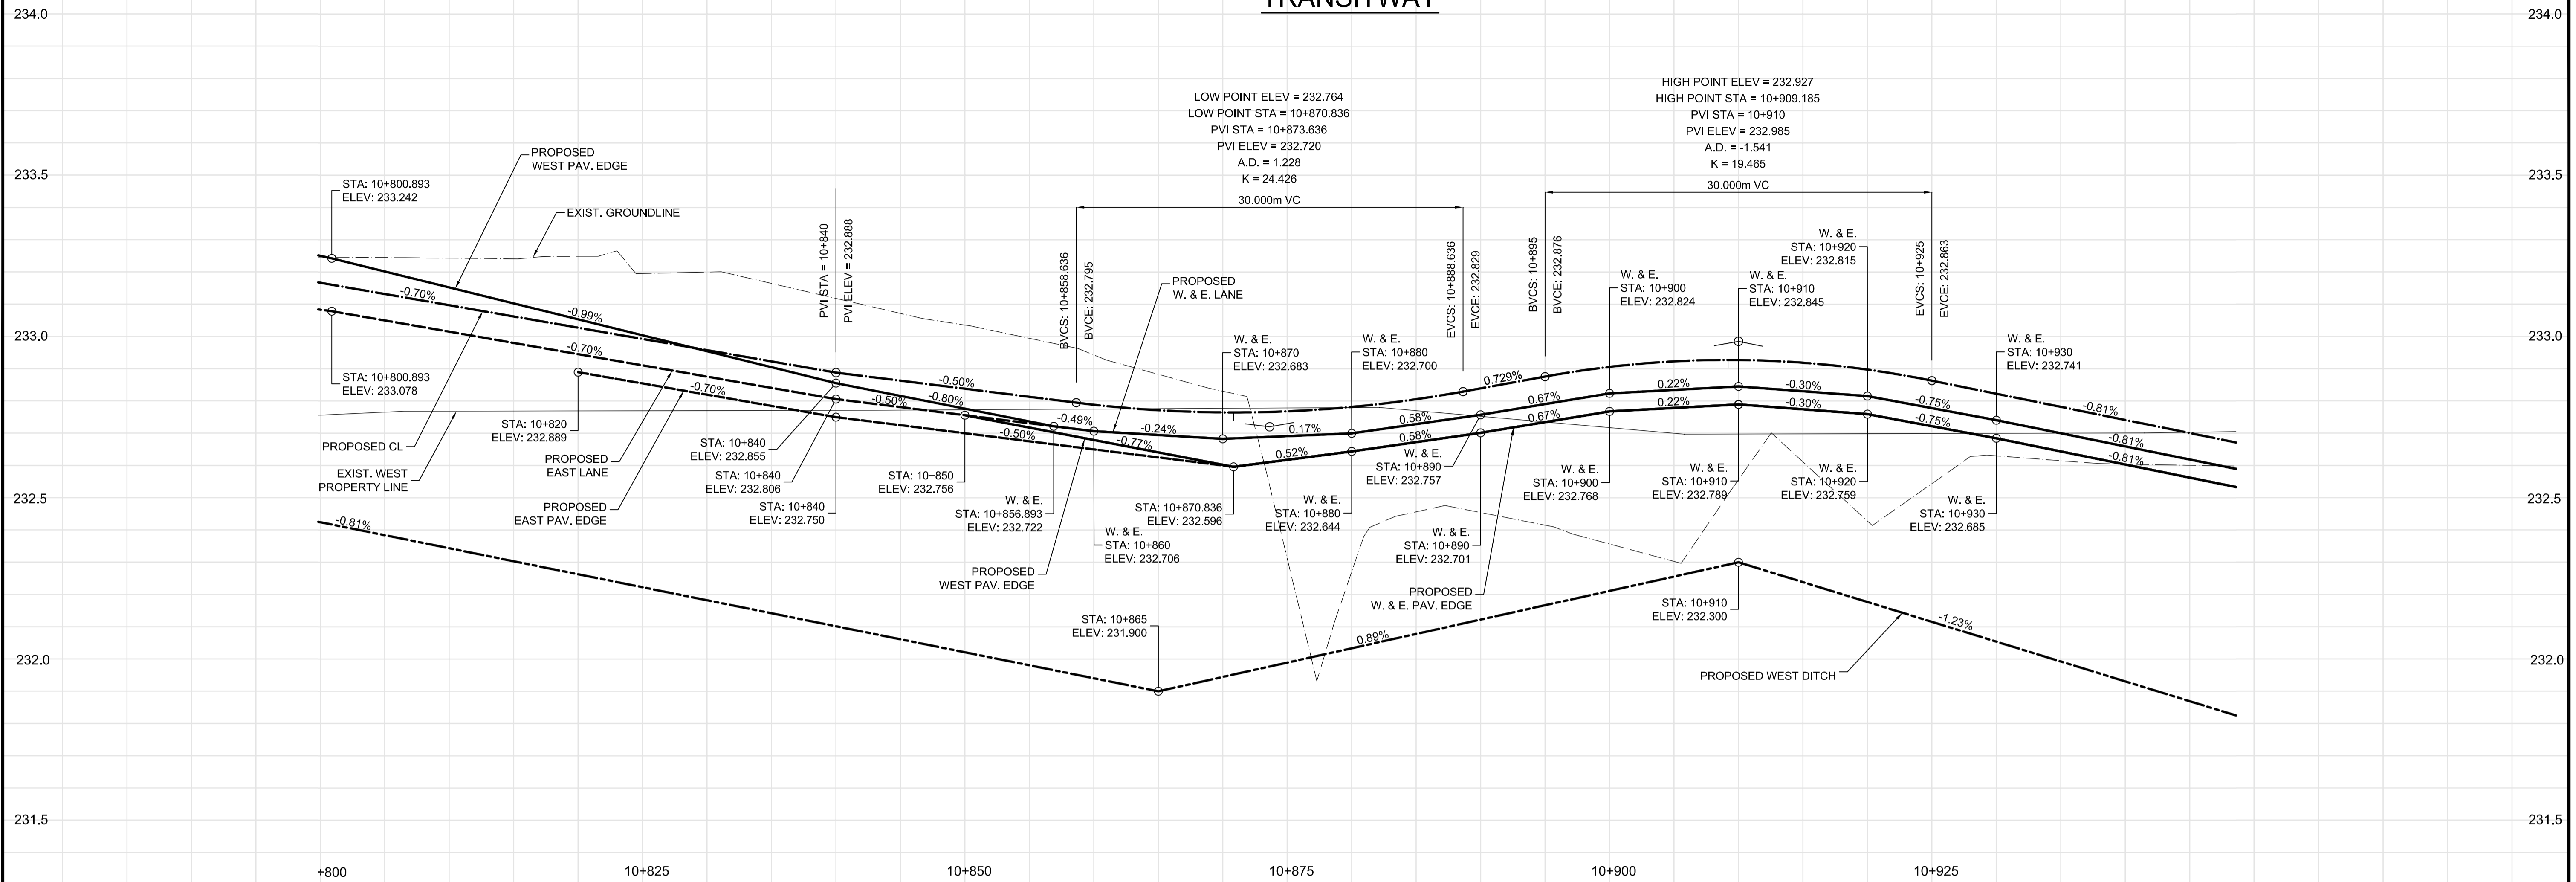 TRANSITWAY
234.0
234.0
233.5
233.5
233.0
233.0
232.5
232.5
232.0
232.0
231.5
231.5
+800
10+825
10+850
10+875
10+900
10+925
STA: 10+800.893
ELEV: 233.242
PROPOSED
WEST PAV. EDGE
EXIST. GROUNDLINE
-0.70%
-0.99%
-0.70%
-0.70%
STA: 10+800.893
ELEV: 233.078
PROPOSED CL
EXIST. WEST
PROPERTY LINE
-0.81%
STA: 10+820
ELEV: 232.889
PROPOSED
EAST LANE
PROPOSED
EAST PAV. EDGE
PVI STA = 10+840
PVI ELEV = 232.888
STA: 10+840
ELEV: 232.855
STA: 10+840
ELEV: 232.806
STA: 10+840
ELEV: 232.750
-0.50%
-0.80%
-0.50%
-0.50%
-0.49%
-0.24%
-0.77%
STA: 10+850
ELEV: 232.756
W. & E.
STA: 10+856.893
ELEV: 232.722
W. & E.
STA: 10+860
ELEV: 232.706
PROPOSED
WEST PAV. EDGE
BVCS: 10+858.636
BVCE: 232.795
PROPOSED
W. & E. LANE
LOW POINT ELEV = 232.764
LOW POINT STA = 10+870.836
PVI STA = 10+873.636
PVI ELEV = 232.720
A.D. = 1.228
K = 24.426
30.000m VC
W. & E.
STA: 10+870
ELEV: 232.683
W. & E.
STA: 10+880
ELEV: 232.700
0.17%
0.52%
0.58%
0.58%
STA: 10+870.836
ELEV: 232.596
W. & E.
STA: 10+880
ELEV: 232.644
W. & E.
STA: 10+890
ELEV: 232.757
W. & E.
STA: 10+890
ELEV: 232.701
PROPOSED
W. & E. PAV. EDGE
STA: 10+865
ELEV: 231.900
0.89%
EVCS: 10+888.636
EVCE: 232.829
0.729%
BVCS: 10+895
BVCE: 232.876
HIGH POINT ELEV = 232.927
HIGH POINT STA = 10+909.185
PVI STA = 10+910
PVI ELEV = 232.985
A.D. = -1.541
K = 19.465
30.000m VC
W. & E.
STA: 10+900
ELEV: 232.824
W. & E.
STA: 10+910
ELEV: 232.845
W. & E.
STA: 10+920
ELEV: 232.815
EVCS: 10+925
EVCE: 232.863
W. & E.
STA: 10+930
ELEV: 232.741
0.67%
0.67%
0.22%
0.22%
-0.30%
-0.30%
-0.75%
-0.75%
-0.81%
-0.81%
-0.81%
W. & E.
STA: 10+900
ELEV: 232.768
W. & E.
STA: 10+910
ELEV: 232.789
W. & E.
STA: 10+920
ELEV: 232.759
W. & E.
STA: 10+930
ELEV: 232.685
STA: 10+910
ELEV: 232.300
-1.23%
PROPOSED WEST DITCH